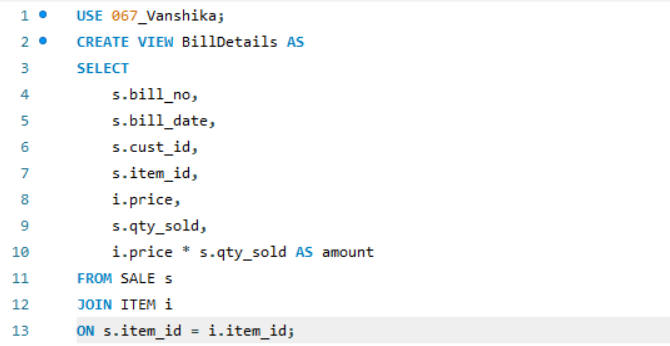 1 USE 067_Vanshika;
2 CREATE VIEW BillDetails AS
3 SELECT
4 s.bill_no,
5 s.bill_date,
6 s.cust_id,
7 s.item_id,
8 i.price,
9 s.qty_sold,
10 i.price * s.qty_sold AS amount
11 FROM SALE s
12 JOIN ITEM i
13 ON s.item_id = i.item_id;